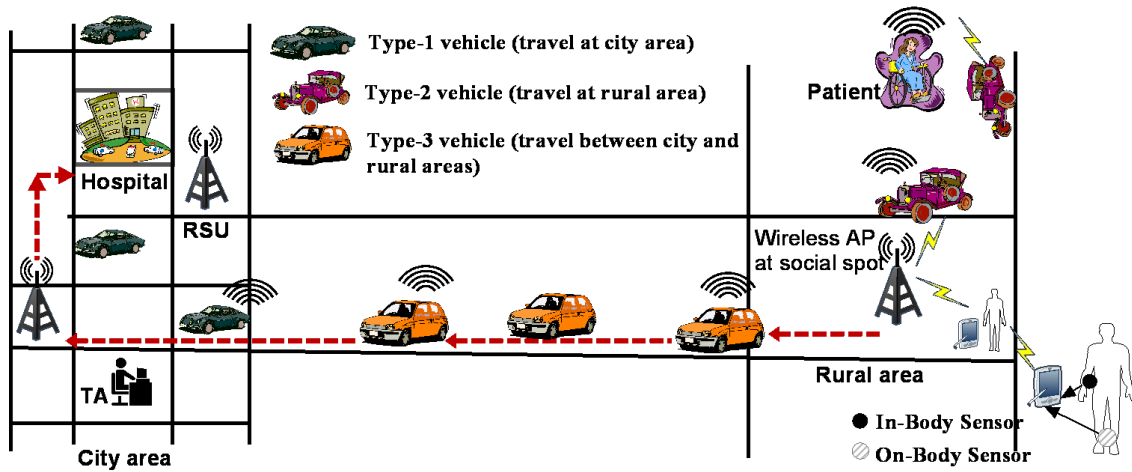 Type-1 vehicle (travel at city area)
Type-2 vehicle (travel at rural area)
Type-3 vehicle (travel between city and
rural areas)
Patient
H
Hospital
RSU
Wireless AP
at social spot
TA
Rural area
In-Body Sensor
On-Body Sensor
City area